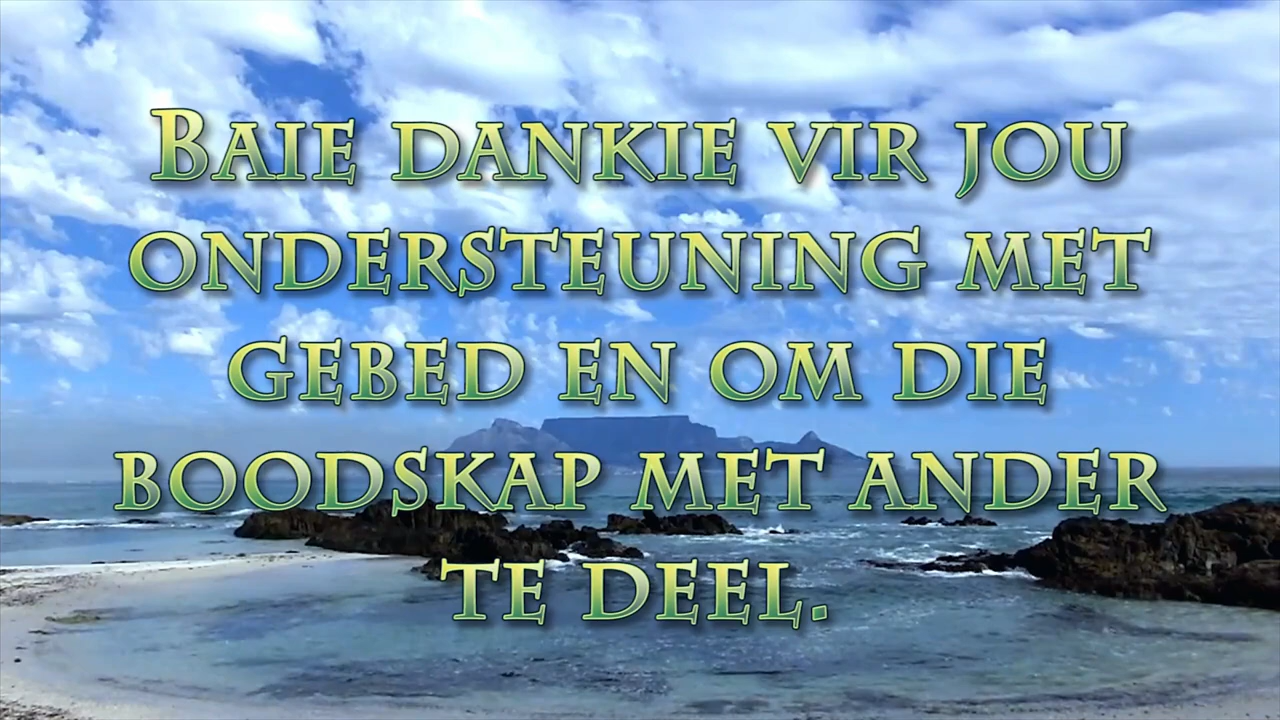 Baie dankie vir jou
ondersteuning met
gebed en om die
boodskap met ander
te deel.